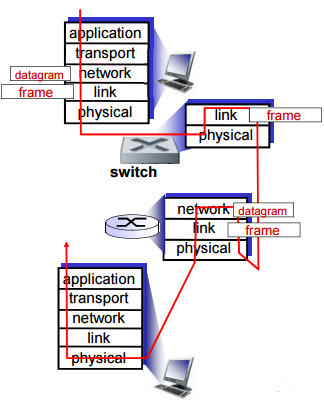 application
transport
datagram network
frame link
physical
link frame
physical
switch
network datagram
link frame
physical
application
transport
network
link
physical